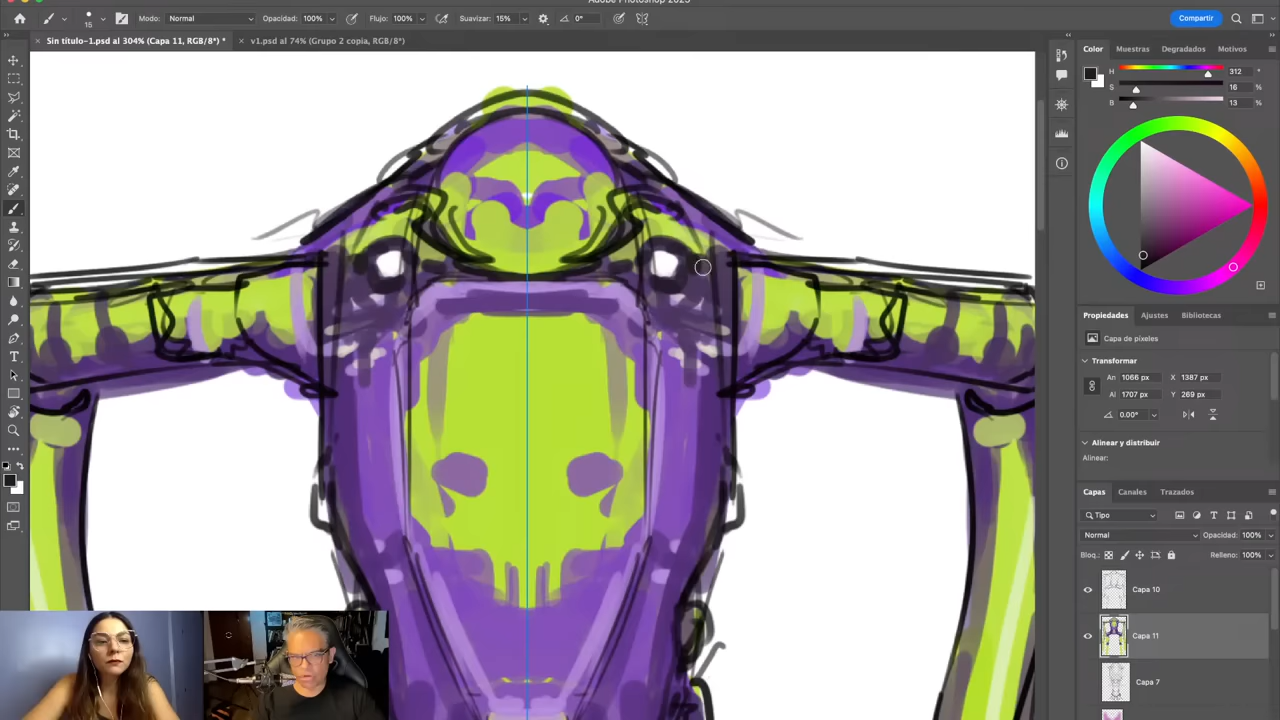 15
Modo: Normal
Opacidad: 100%
Flujo: 100%
Suavizar: 15%
0°
Compartir
Sin título-1.psd al 304% (Capa 11, RGB/8*) *
v1.psd al 74% (Grupo 2 copia, RGB/8*)
Color Muestras Degradados Motivos
H 312 °
S 16 %
B 13 %
Propiedades Ajustes Bibliotecas
Capa de píxeles
Transformar
An 1066 px X 1387 px
Al 1707 px Y 269 px
0.00°
Alinear y distribuir
Alinear:
Capas Canales Trazados
Tipo
Normal Opacidad: 100%
Bloq.: Relleno: 100%
Capa 10
Capa 11
Capa 7